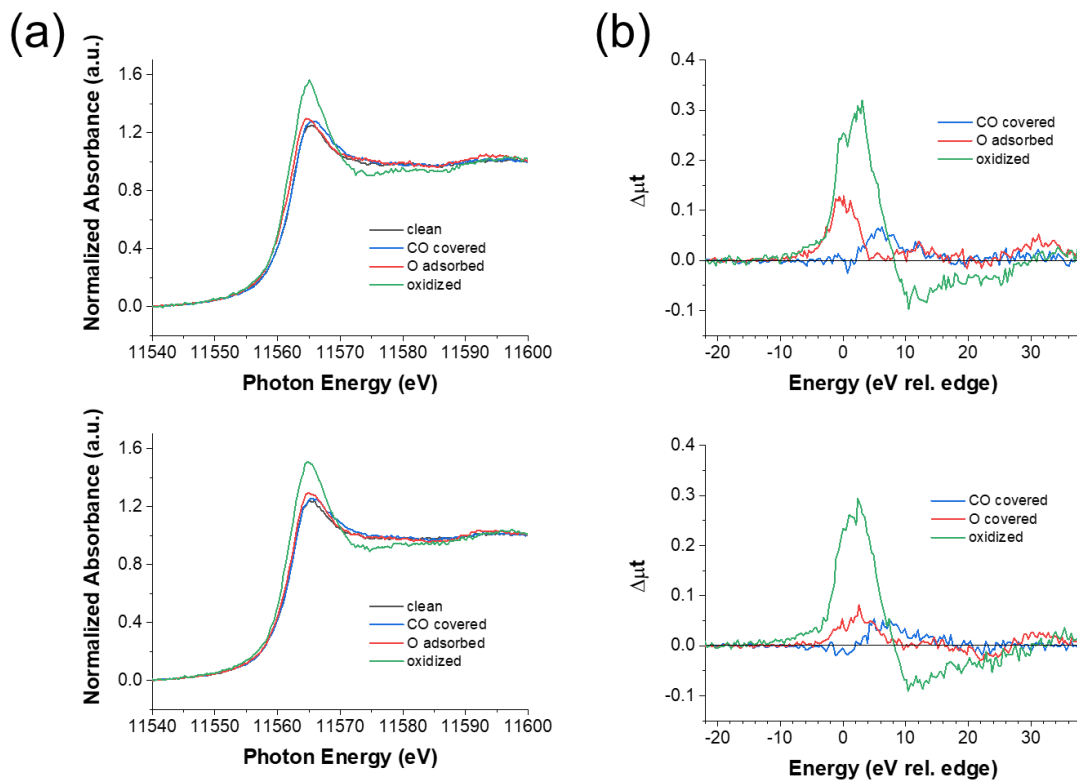 (a)
Normalized Absorbance (a.u.)
1.6
1.2
0.8
0.4
0.0
clean
CO covered
O adsorbed
oxidized
11540 11550 11560 11570 11580 11590 11600
Photon Energy (eV)
(b)
Δμt
0.4
0.3
0.2
0.1
0.0
-0.1
CO covered
O adsorbed
oxidized
-20 -10 0 10 20 30
Energy (eV rel. edge)
Normalized Absorbance (a.u.)
1.6
1.2
0.8
0.4
0.0
clean
CO covered
O adsorbed
oxidized
11540 11550 11560 11570 11580 11590 11600
Photon Energy (eV)
Δμt
0.4
0.3
0.2
0.1
0.0
-0.1
CO covered
O covered
oxidized
-20 -10 0 10 20 30
Energy (eV rel. edge)